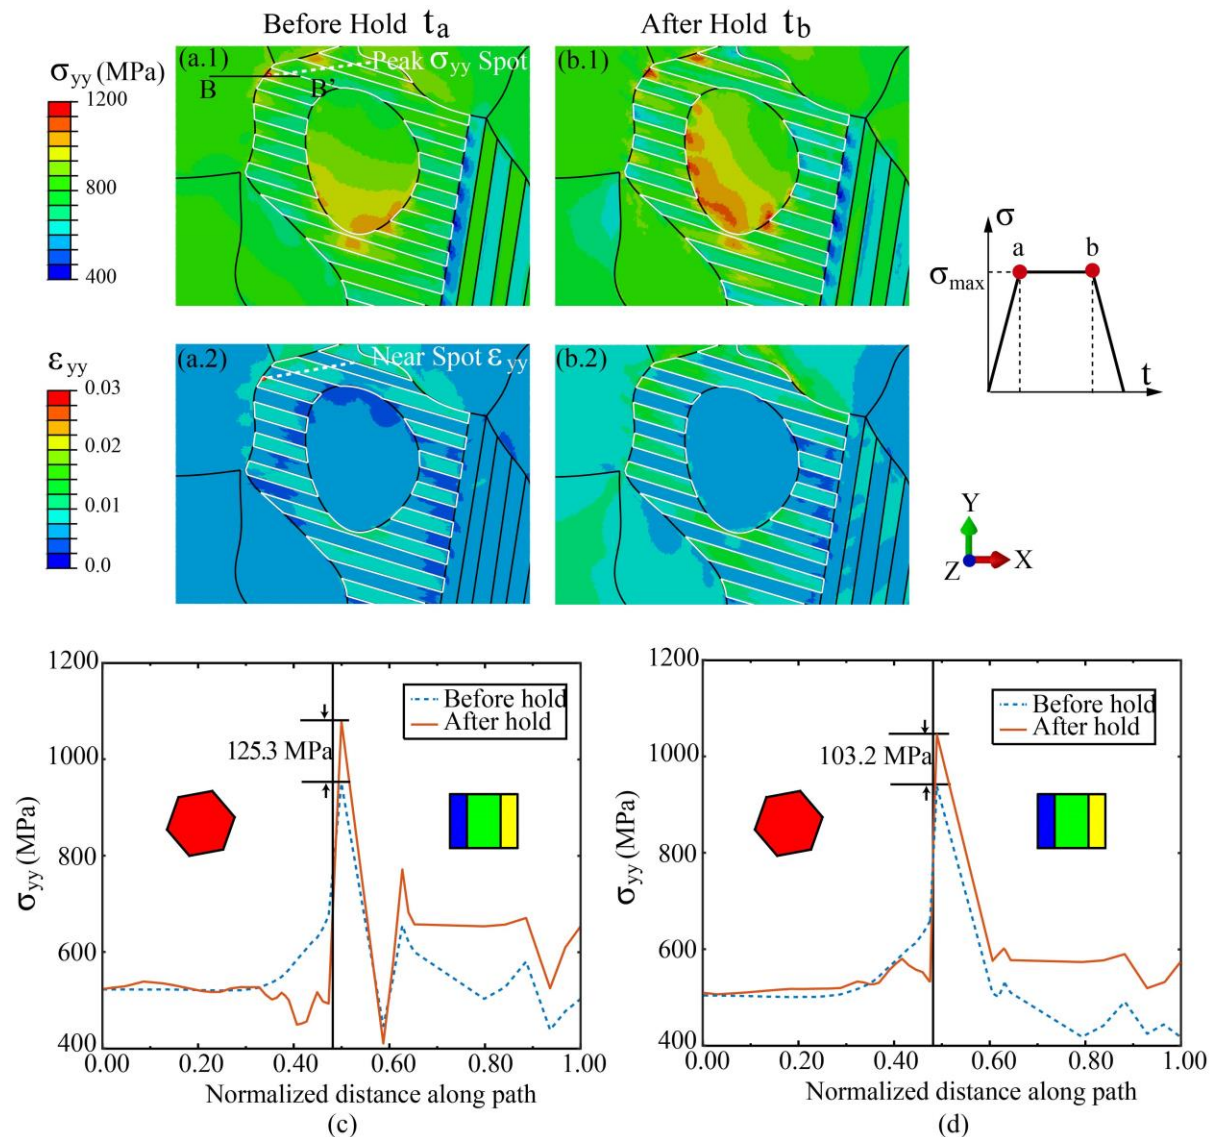 Before Hold ta
After Hold tb
σyy (MPa)
1200
800
400
(a.1)
Peak σyy Spot
B
B'
(b.1)
σ
a
b
σmax
t
εyy
0.03
0.02
0.01
0.0
(a.2)
Near Spot εyy
(b.2)
Y
Z
X
1200
1000
800
600
400
σyy (MPa)
Before hold
After hold
125.3 MPa
0.00
0.20
0.40
0.60
0.80
1.00
Normalized distance along path
(c)
1200
1000
800
600
400
σyy (MPa)
Before hold
After hold
103.2 MPa
0.00
0.20
0.40
0.60
0.80
1.00
Normalized distance along path
(d)